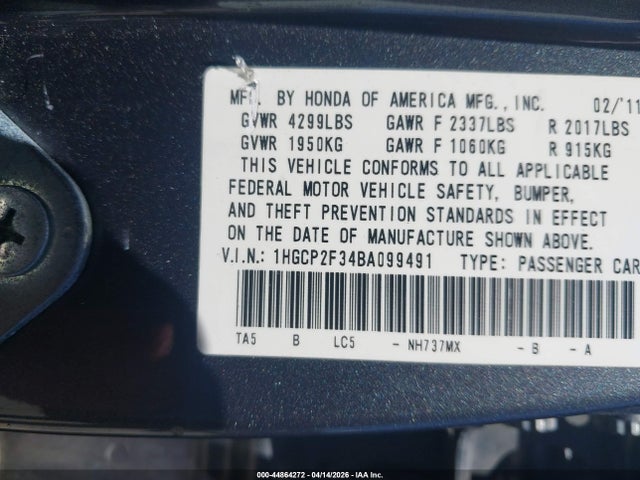 MFD. BY HONDA OF AMERICA MFG., INC. 02/'11
GVWR 4299LBS GAWR F 2337LBS R 2017LBS
GVWR 1950KG GAWR F 1060KG R 915KG
THIS VEHICLE CONFORMS TO ALL APPLICABLE
FEDERAL MOTOR VEHICLE SAFETY, BUMPER,
AND THEFT PREVENTION STANDARDS IN EFFECT
ON THE DATE OF MANUFACTURE SHOWN ABOVE.
V.I.N.: 1HGCP2F34BA099491 TYPE: PASSENGER CAR
TA5 B LC5 - NH737MX - B - A
000-44864272 - 04/14/2026 - IAA Inc.